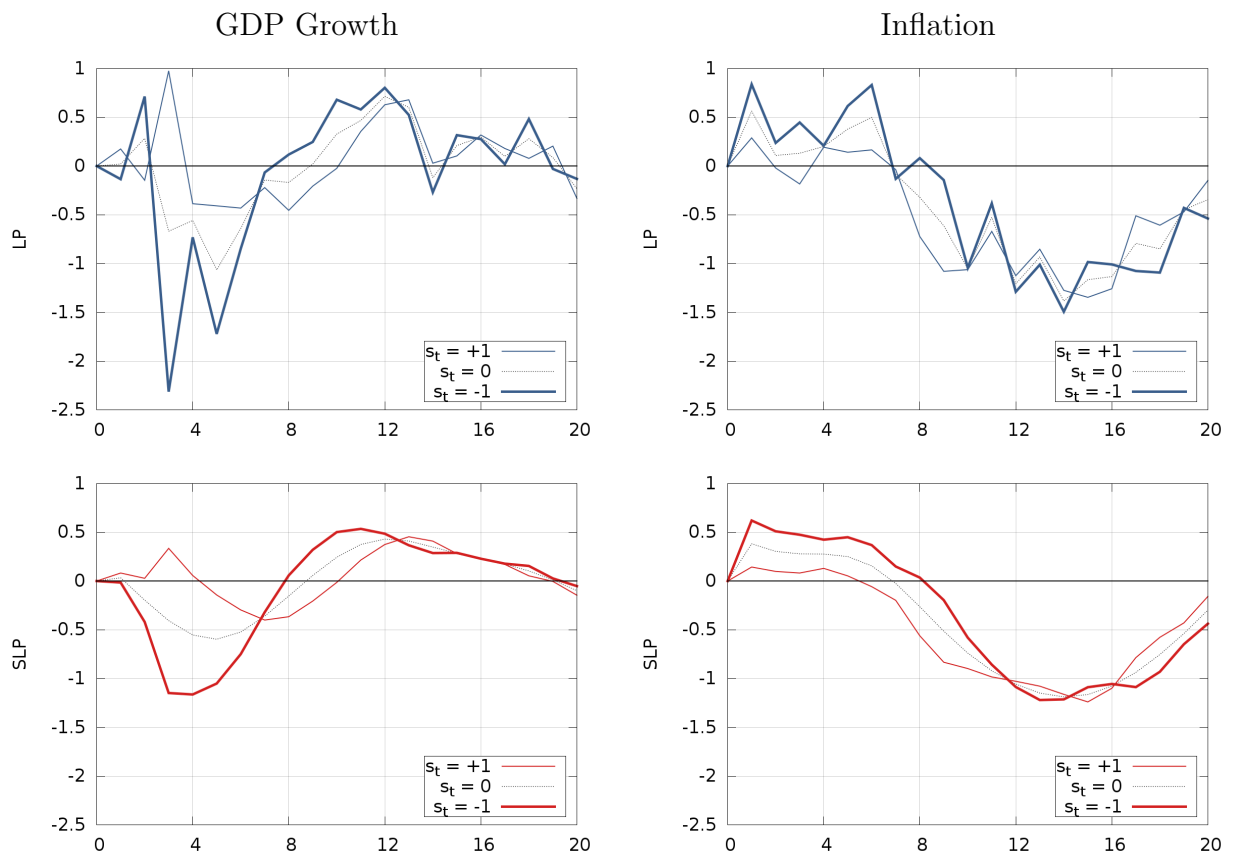 GDP Growth
Inflation
1
0.5
0
-0.5
-1
-1.5
-2
-2.5
LP
0 4 8 12 16 20
s_t = +1
s_t = 0
s_t = -1
1
0.5
0
-0.5
-1
-1.5
-2
-2.5
LP
0 4 8 12 16 20
s_t = +1
s_t = 0
s_t = -1
1
0.5
0
-0.5
-1
-1.5
-2
-2.5
SLP
0 4 8 12 16 20
s_t = +1
s_t = 0
s_t = -1
1
0.5
0
-0.5
-1
-1.5
-2
-2.5
SLP
0 4 8 12 16 20
s_t = +1
s_t = 0
s_t = -1